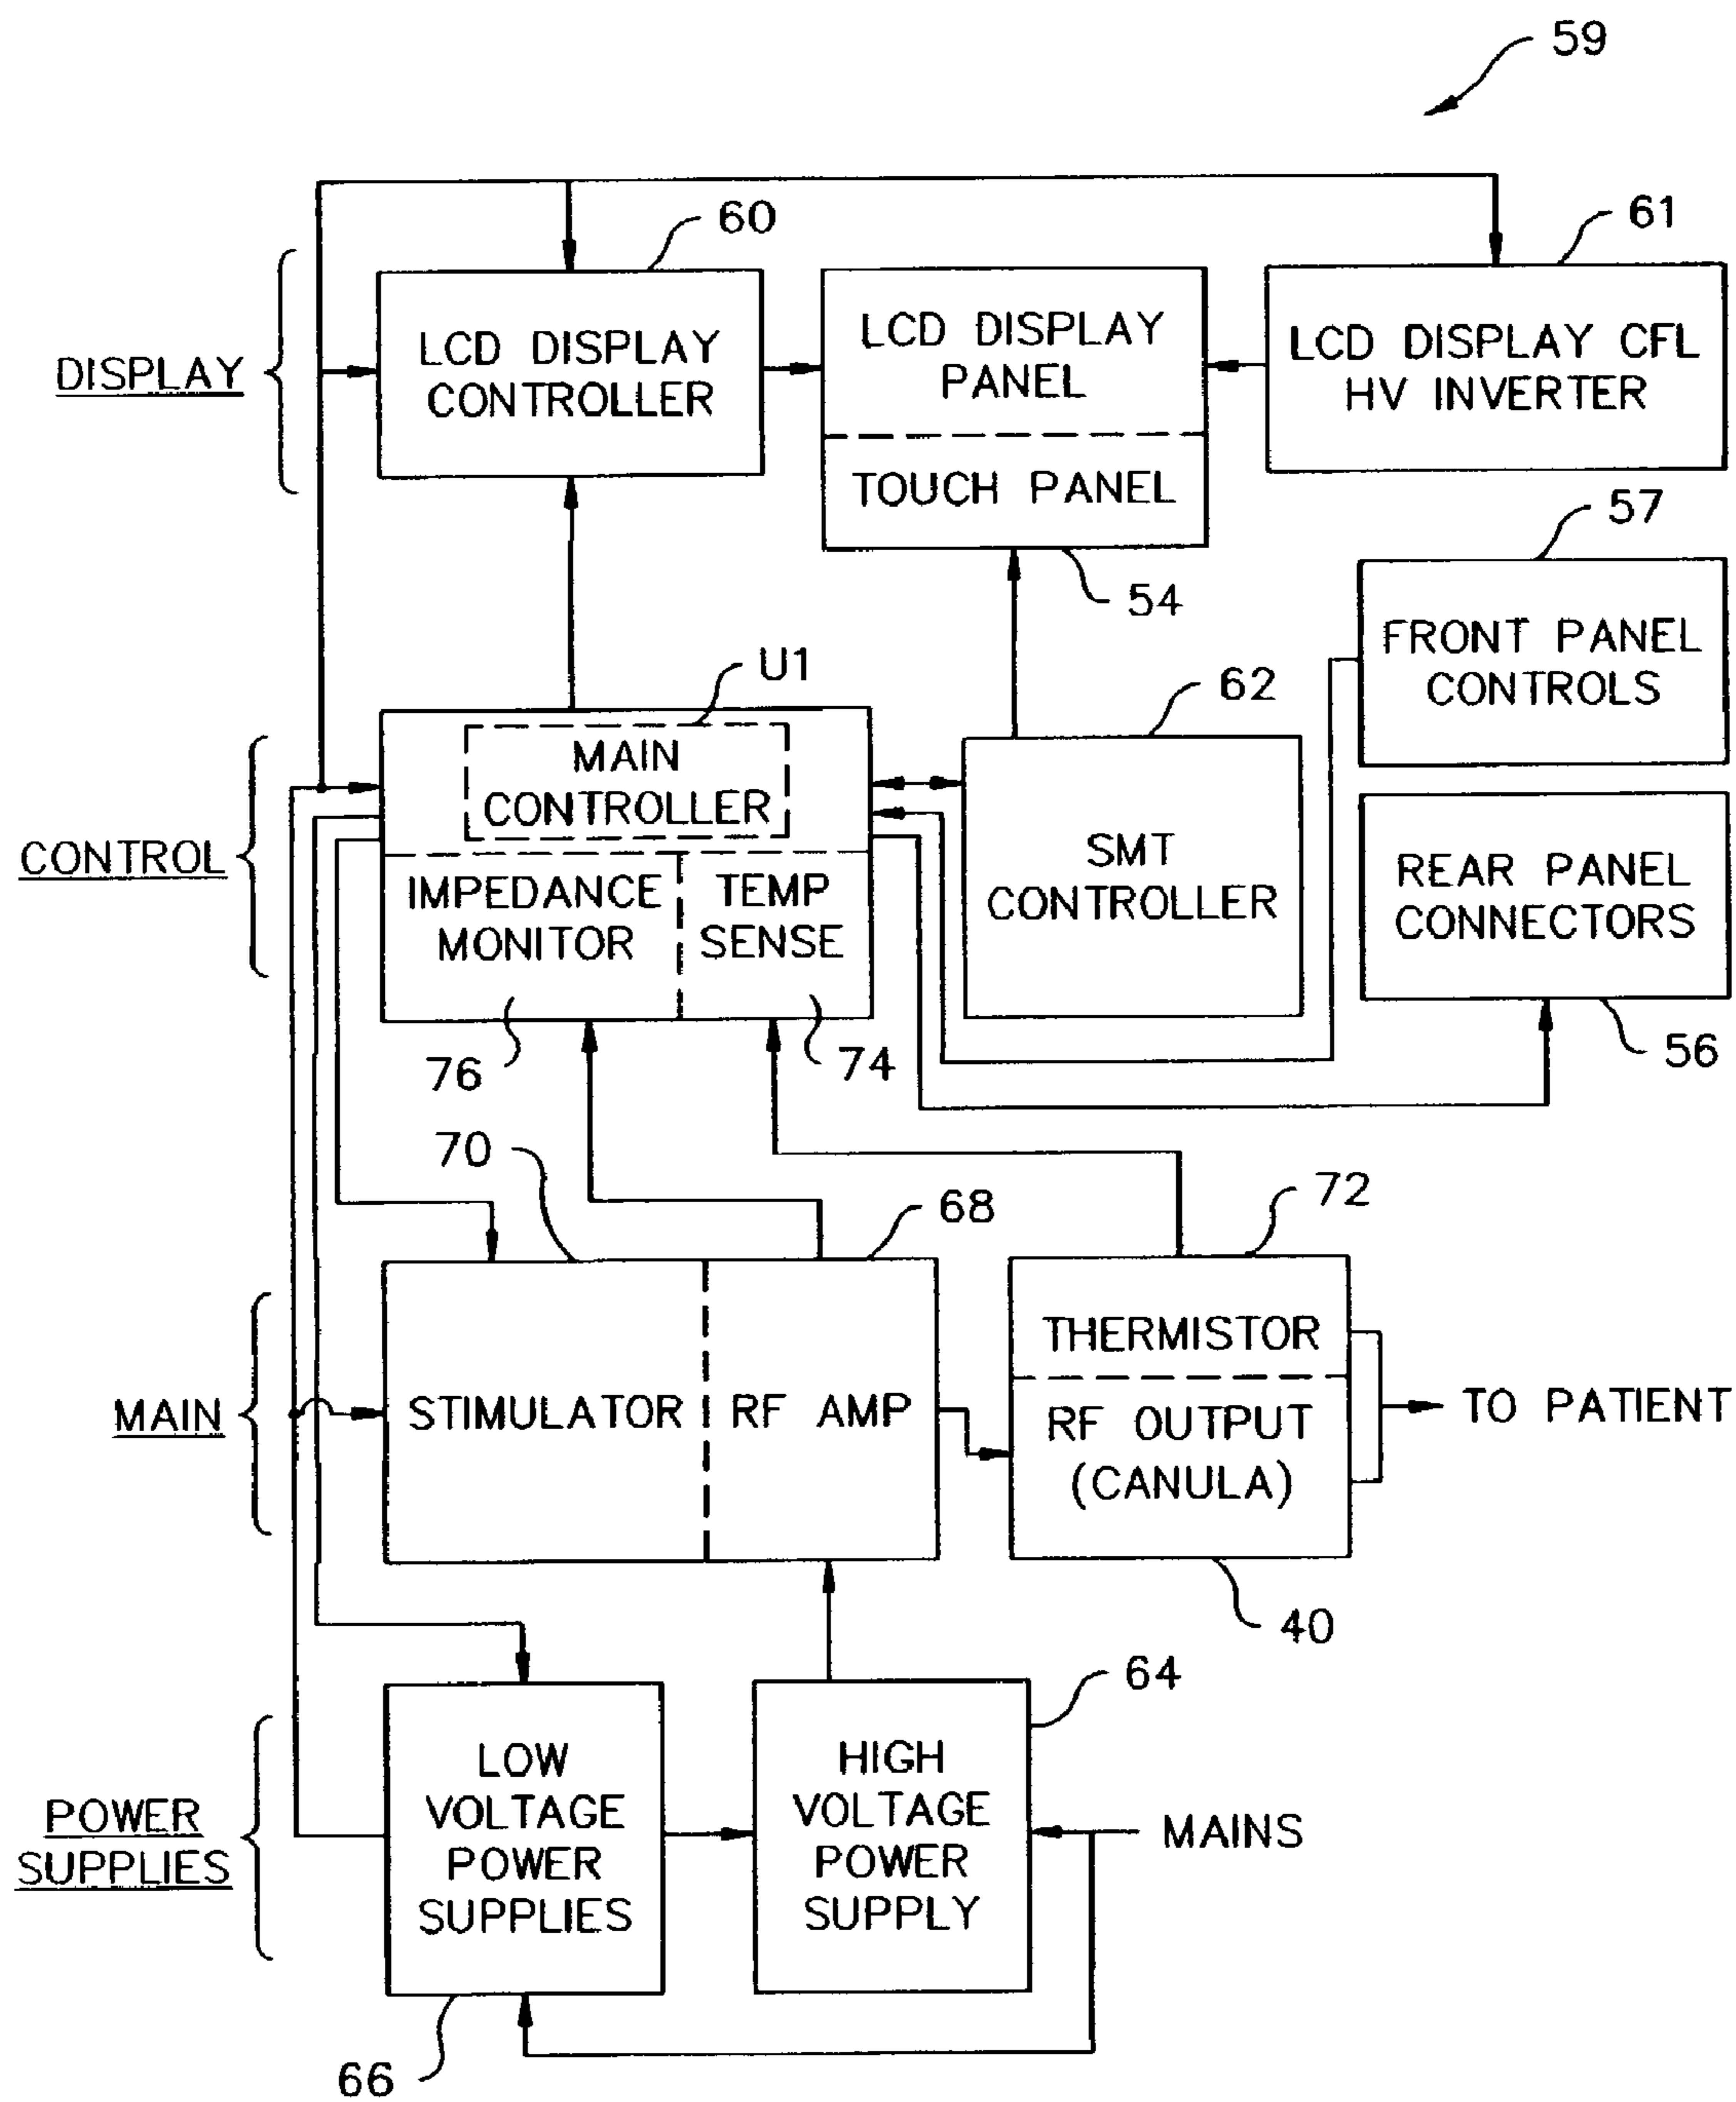 59
60
61
DISPLAY
LCD DISPLAY
CONTROLLER
LCD DISPLAY
PANEL
TOUCH PANEL
LCD DISPLAY CFL
HV INVERTER
54
57
FRONT PANEL
CONTROLS
U1
62
CONTROL
MAIN
CONTROLLER
IMPEDANCE
MONITOR
TEMP
SENSE
SMT
CONTROLLER
REAR PANEL
CONNECTORS
76
74
56
70
68
72
MAIN
STIMULATOR
RF AMP
THERMISTOR
RF OUTPUT
(CANULA)
TO PATIENT
40
64
POWER
SUPPLIES
LOW
VOLTAGE
POWER
SUPPLIES
HIGH
VOLTAGE
POWER
SUPPLY
MAINS
66